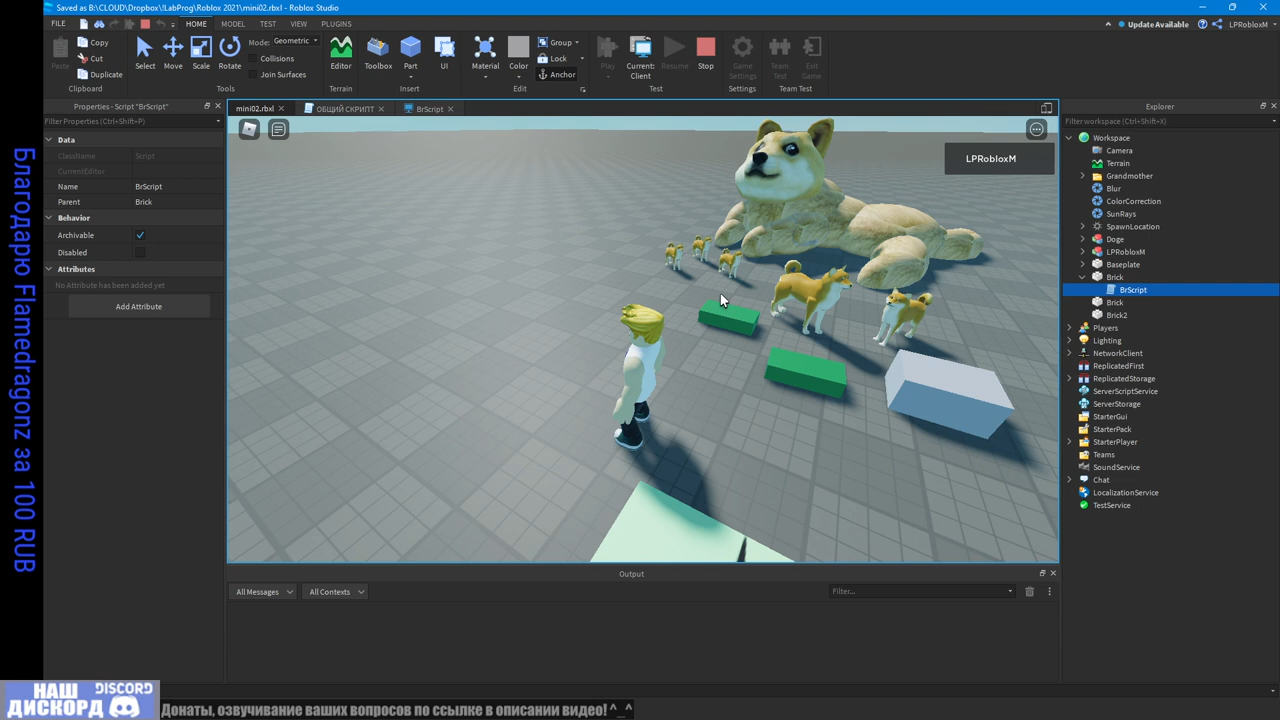 Saved as B:\CLOUD\Dropbox\!LabProg\Roblox 2021\mini02.rbxl - Roblox Studio
FILE HOME MODEL TEST VIEW PLUGINS
Update Available LPRobloxM
Paste Copy Cut Duplicate Clipboard
Select Move Scale Rotate Mode: Geometric Collisions Join Surfaces Tools
Editor Terrain
Toolbox Part UI Insert
Material Color Group Lock Anchor Edit
Play Current: Client Resume Stop Test
Game Settings Settings
Team Test Exit Game Team Test
Properties - Script "BrScript"
Filter Properties (Ctrl+Shift+P)
Data
ClassName Script
CurrentEditor
Name BrScript
Parent Brick
Behavior
Archivable
Disabled
Attributes
No Attribute has been added yet
Add Attribute
mini02.rbxl ОБЩИЙ СКРИПТ BrScript
LPRobloxM
Output
All Messages All Contexts Filter...
Explorer
Filter workspace (Ctrl+Shift+X)
Workspace
Camera
Terrain
Grandmother
Blur
ColorCorrection
SunRays
SpawnLocation
Doge
LPRobloxM
Baseplate
Brick
BrScript
Brick
Brick2
Players
Lighting
NetworkClient
ReplicatedFirst
ReplicatedStorage
ServerScriptService
ServerStorage
StarterGui
StarterPack
StarterPlayer
Teams
SoundService
Chat
LocalizationService
TestService
Благодарю Flamedragonz за 100 RUB
НАШ DISCORD
ДИСКОРД
Донаты, озвучивание ваших вопросов по ссылке в описании видео! ^_^